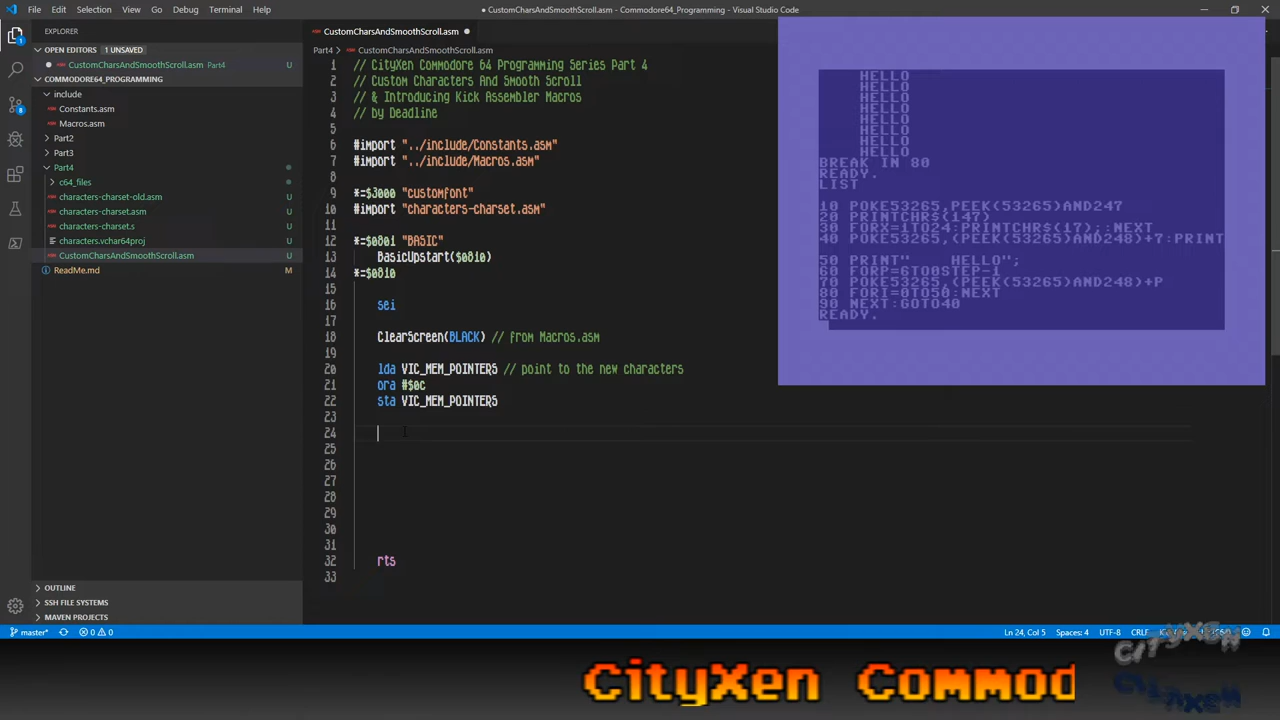 File Edit Selection View Go Debug Terminal Help
● CustomCharsAndSmoothScroll.asm - Commodore64_Programming - Visual Studio Code
EXPLORER
OPEN EDITORS 1 UNSAVED
CustomCharsAndSmoothScroll.asm Part4 U
COMMODORE64_PROGRAMMING
include
Constants.asm
Macros.asm
Part2
Part3
Part4
c64_files
characters-charset-old.asm U
characters-charset.asm U
characters-charset.s U
characters.vchar64proj U
CustomCharsAndSmoothScroll.asm U
ReadMe.md M
OUTLINE
SSH FILE SYSTEMS
MAVEN PROJECTS
CustomCharsAndSmoothScroll.asm
Part4 > CustomCharsAndSmoothScroll.asm
1 // CityXen Commodore 64 Programming Series Part 4
2 // Custom Characters And Smooth Scroll
3 // & Introducing Kick Assembler Macros
4 // by Deadline
5
6 #import "../include/Constants.asm"
7 #import "../include/Macros.asm"
8
9 *=$3000 "customfont"
10 #import "characters-charset.asm"
11
12 *=$0801 "BASIC"
13 BasicUpstart($0810)
14 *=$0810
15
16 sei
17
18 ClearScreen(BLACK) // from Macros.asm
19
20 lda VIC_MEM_POINTERS // point to the new characters
21 ora #$0c
22 sta VIC_MEM_POINTERS
23
24
25
26
27
28
29
30
31
32 rts
33
HELLO
HELLO
HELLO
HELLO
HELLO
HELLO
HELLO
HELLO
BREAK IN 80
READY.
LIST
10 POKE53265,PEEK(53265)AND247
20 PRINTCHR$(147)
30 FORX=1TO24:PRINTCHR$(17);:NEXT
40 POKE53265,(PEEK(53265)AND248)+7:PRINT
50 PRINT" HELLO";
60 FORP=6TO0STEP-1
70 POKE53265,(PEEK(53265)AND248)+P
80 FORI=0TO50:NEXT
90 NEXT:GOTO40
READY.
master* 0 0
Ln 24, Col 5 Spaces: 4 UTF-8 CRLF
CityXen Commod
CITYXEN